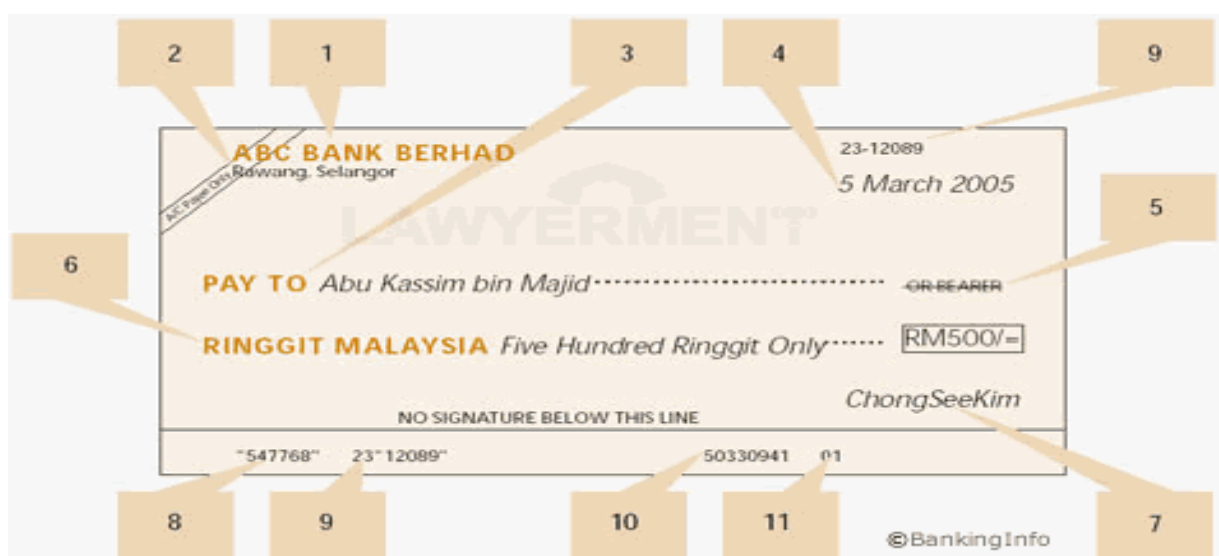 2 1 3 4 9
ABC BANK BERHAD
23-12089
Rawang, Selangor
A/C Payee Only
5 March 2005
LAWYERMENT
5
6
PAY TO Abu Kassim bin Majid OR BEARER
RINGGIT MALAYSIA Five Hundred Ringgit Only RM500/=
ChongSeeKim
NO SIGNATURE BELOW THIS LINE
"547768" 23"12089" 50330941 01
8 9 10 11 7
©BankingInfo